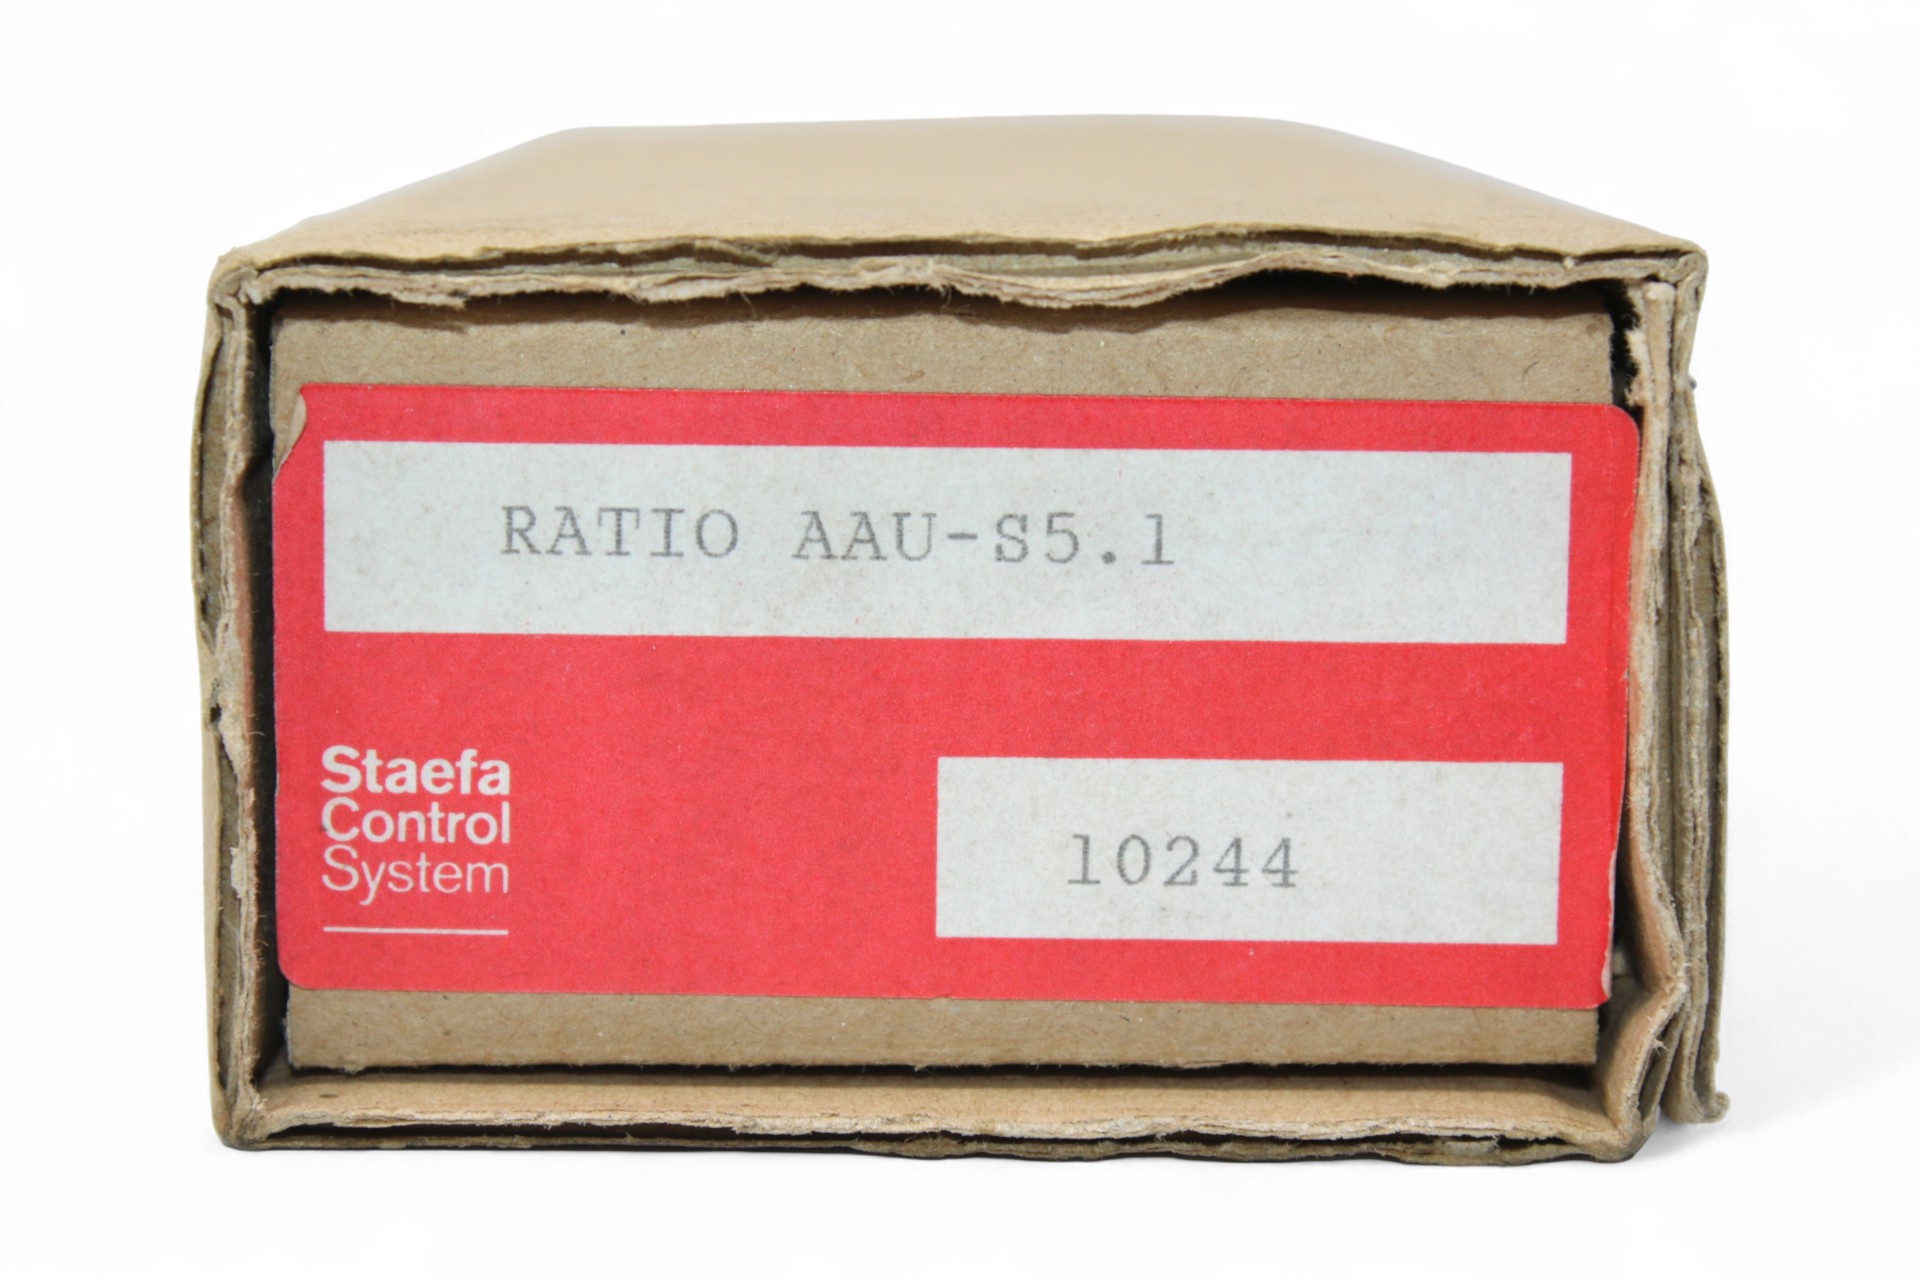 RATIO AAU-S5.1
Staefa
Control
System
10244